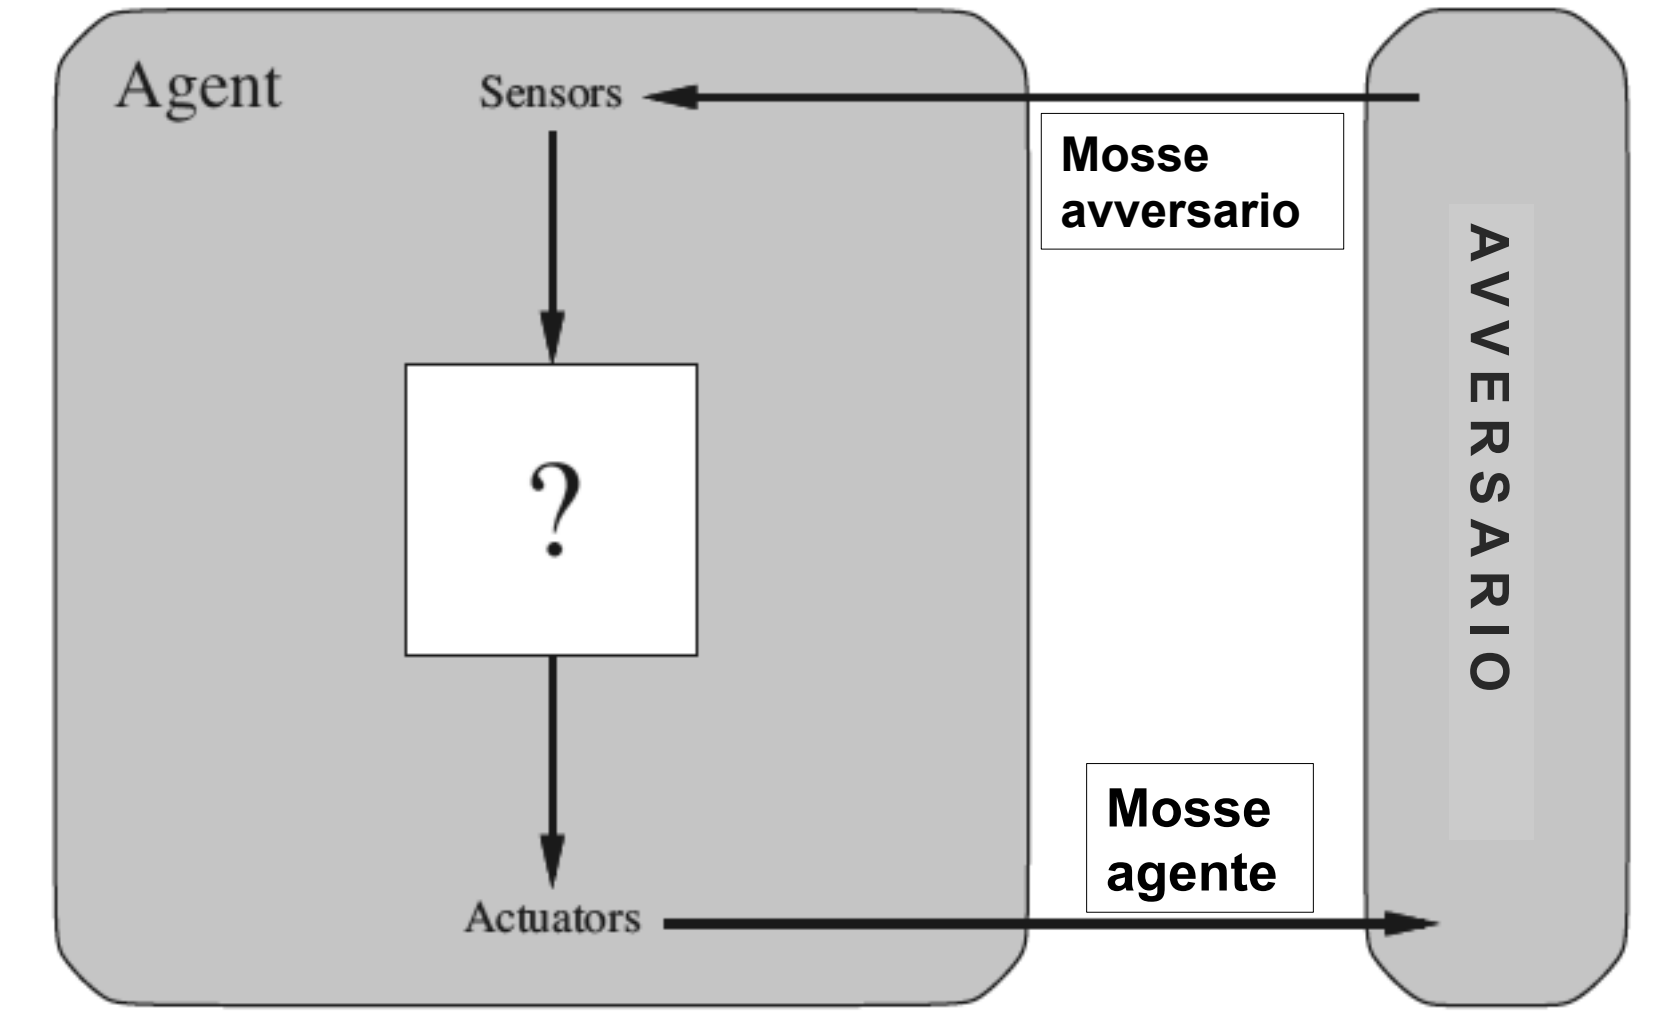 Agent
Sensors
Mosse
avversario
AVVERSARIO
?
Mosse
agente
Actuators